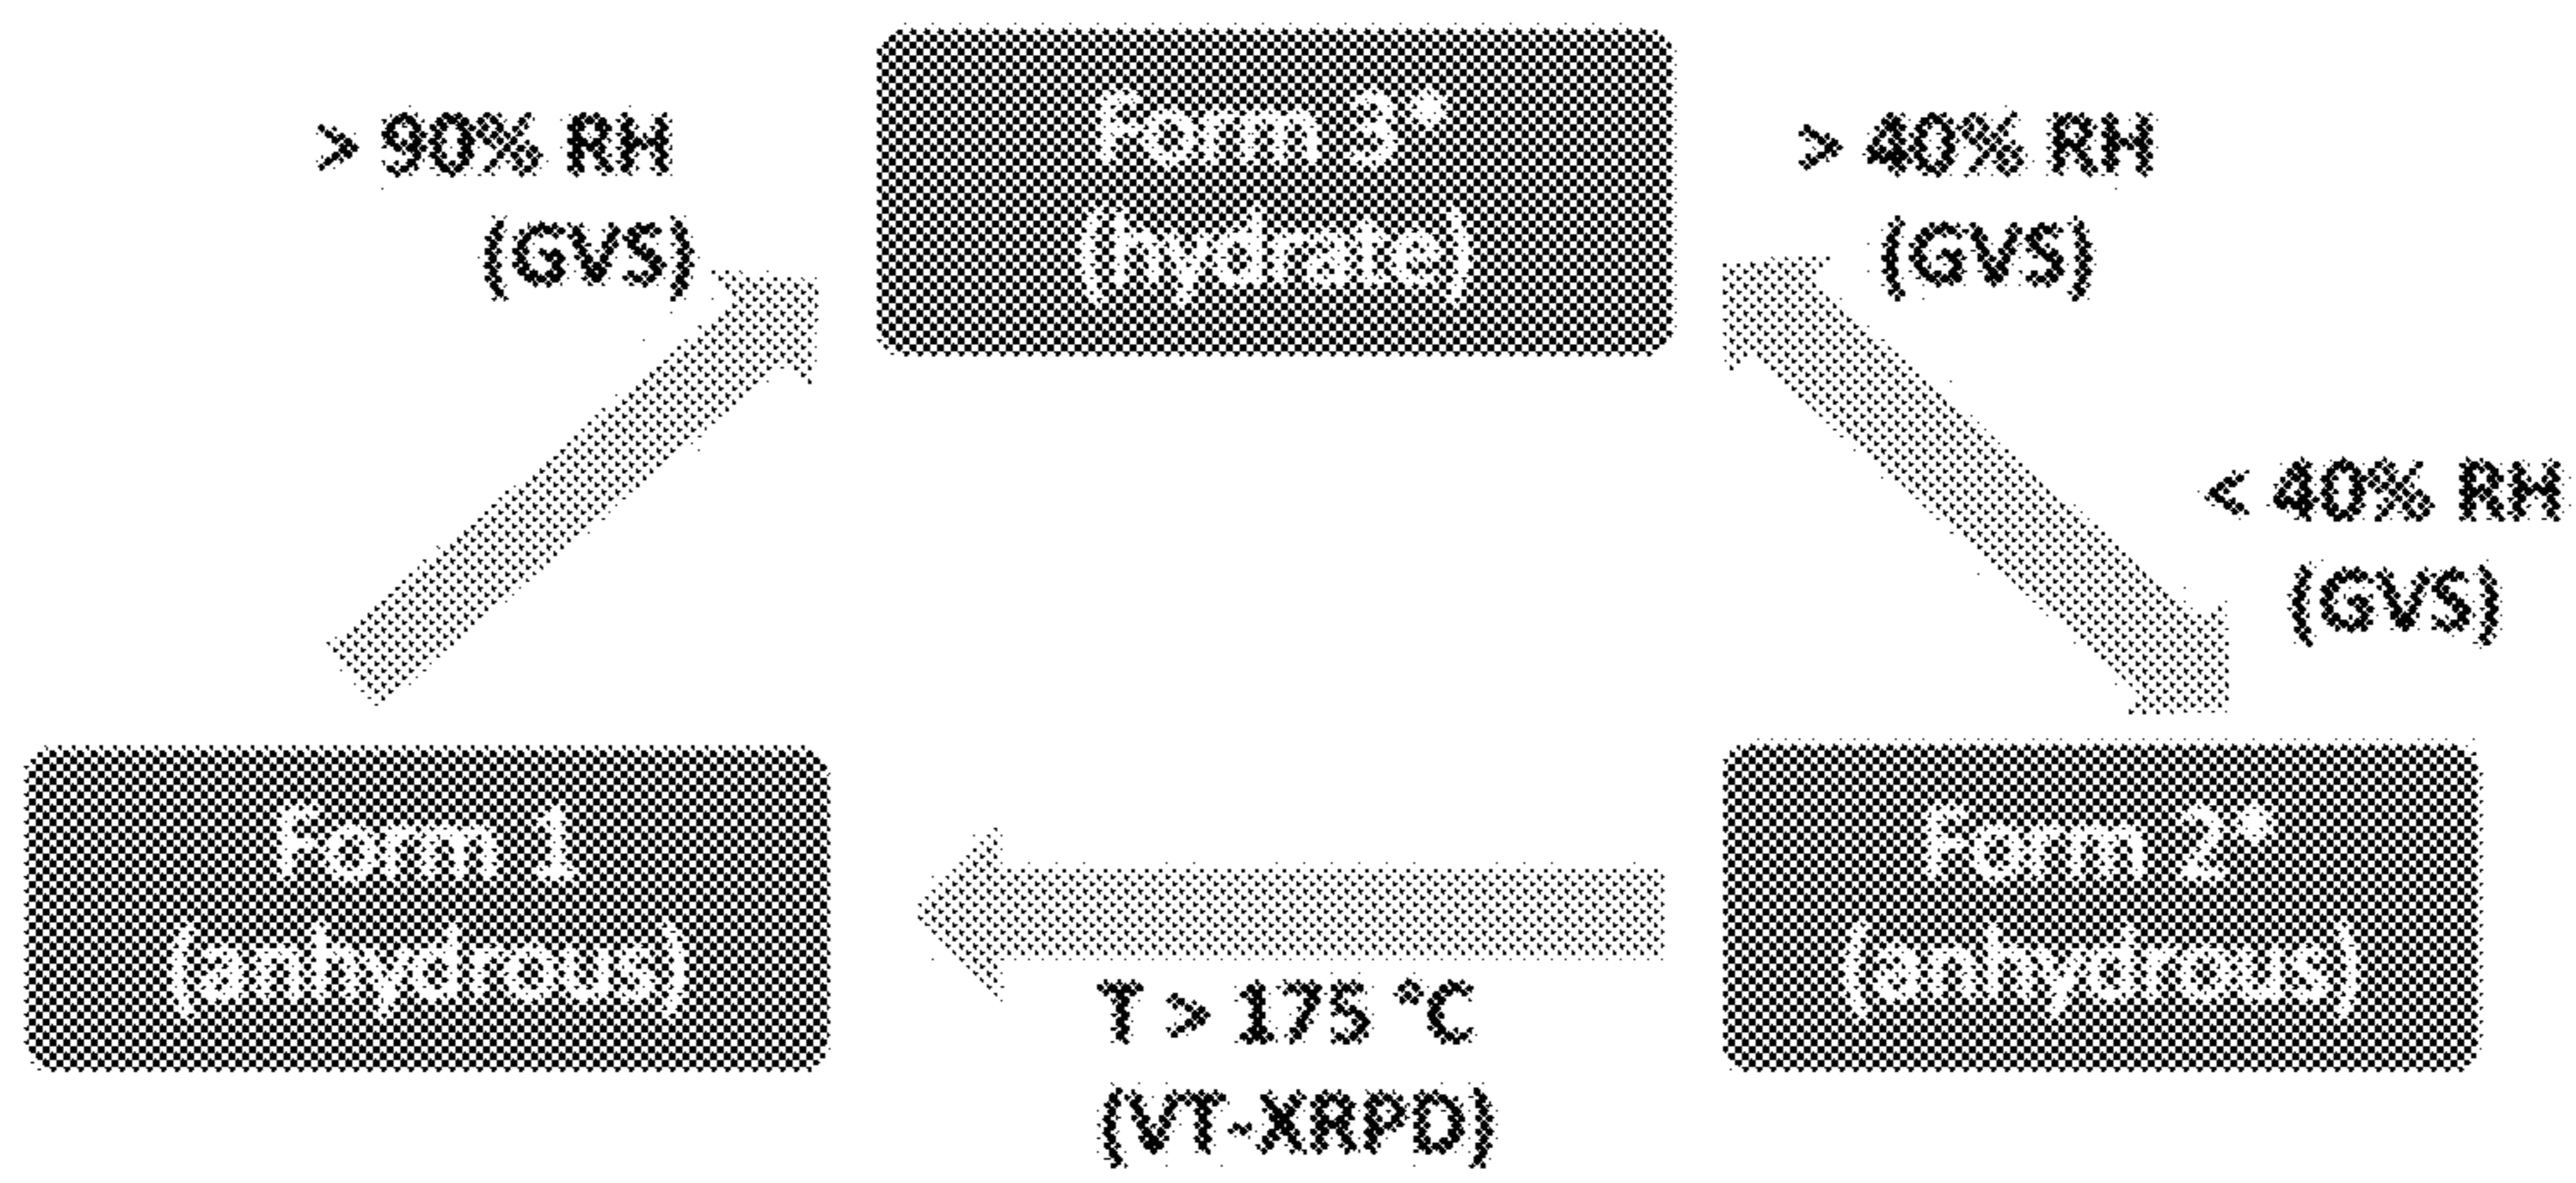 Form 3*
(hydrate)
> 90% RH
(GVS)
> 40% RH
(GVS)
< 40% RH
(GVS)
Form 1
(anhydrous)
Form 2*
(anhydrous)
T > 175 °C
(VT-XRPD)